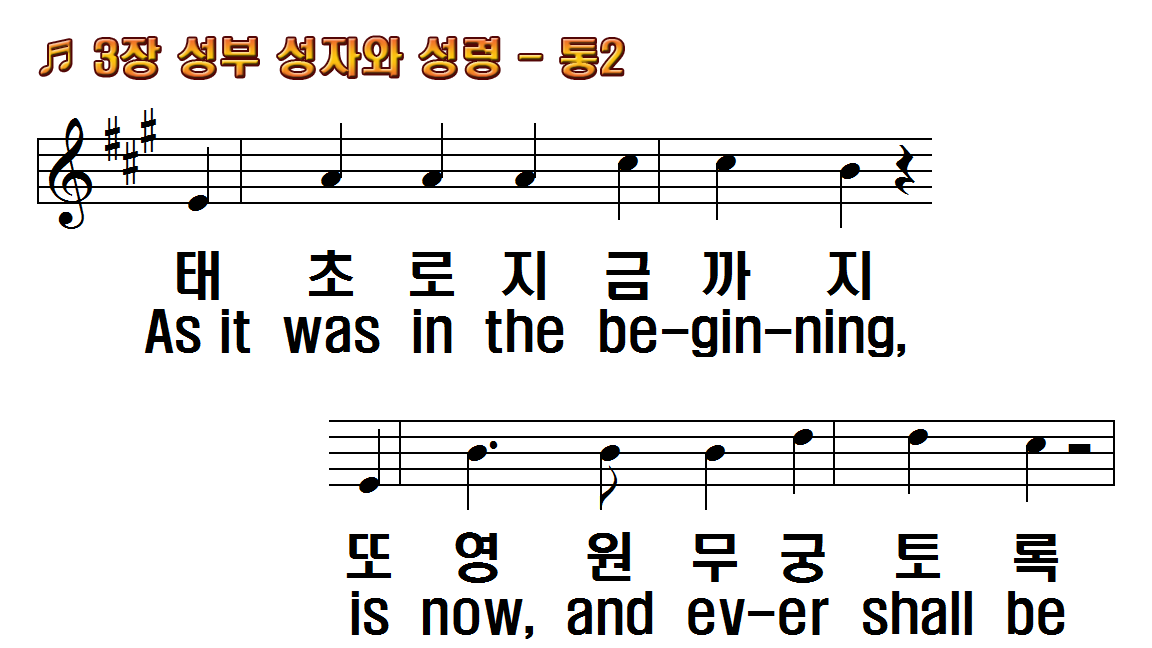 ♬ 3장 성부 성자와 성령 - 통2
태 초 로 지 금 까 지
As it was in the be-gin-ning,
또 영 원 무 궁 토 록
is now, and ev-er shall be